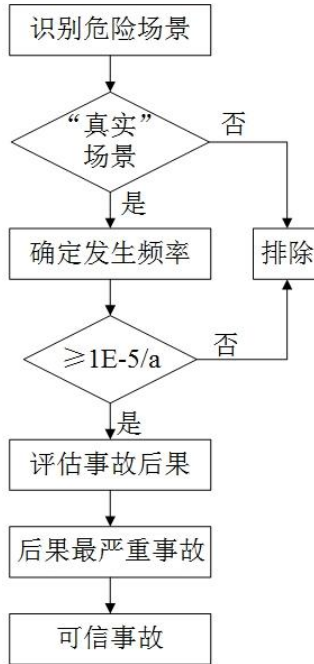 识别危险场景
“真实”
场景
否
是
确定发生频率
排除
≥1E-5/a
否
是
评估事故后果
后果最严重事故
可信事故